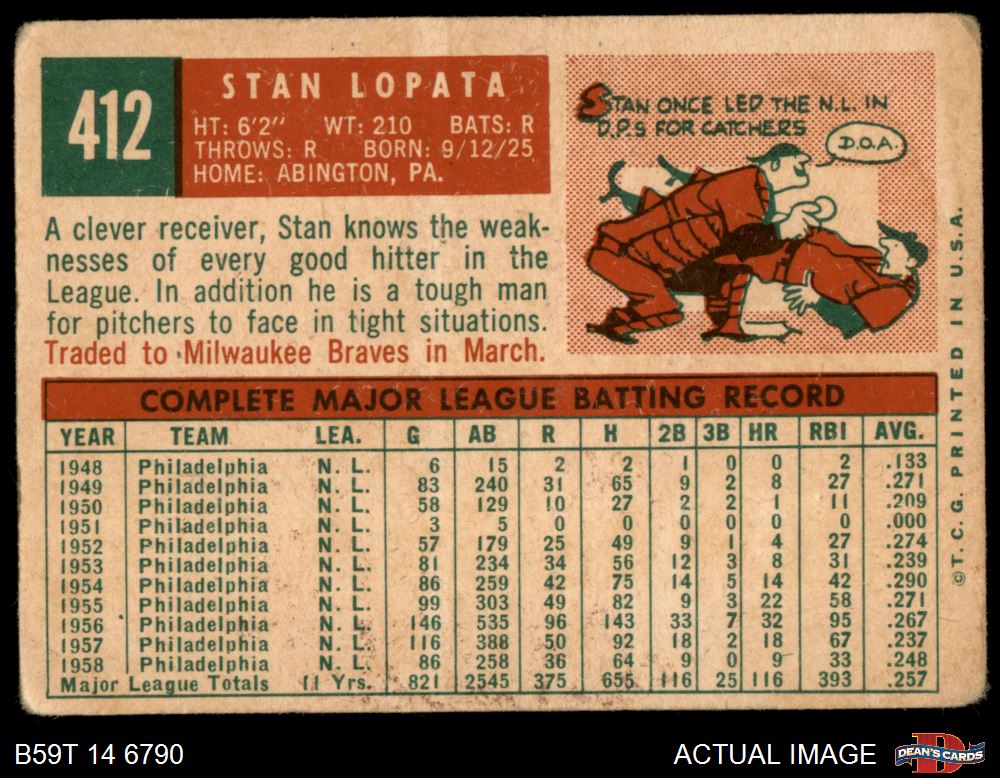 412
STAN LOPATA
HT: 6'2" WT: 210 BATS: R
THROWS: R BORN: 9/12/25
HOME: ABINGTON, PA.
STAN ONCE LED THE N.L. IN
D.P.S FOR CATCHERS
D.O.A.
A clever receiver, Stan knows the weak-
nesses of every good hitter in the
League. In addition he is a tough man
for pitchers to face in tight situations.
Traded to Milwaukee Braves in March.
COMPLETE MAJOR LEAGUE BATTING RECORD
YEAR TEAM LEA. G AB R H 2B 3B HR RBI AVG.
1948 Philadelphia N. L. 6 15 2 2 1 0 0 2 .133
1949 Philadelphia N. L. 83 240 31 65 9 2 8 27 .271
1950 Philadelphia N. L. 58 129 10 27 2 2 1 11 .209
1951 Philadelphia N. L. 3 5 0 0 0 0 0 0 .000
1952 Philadelphia N. L. 57 179 25 49 9 1 4 27 .274
1953 Philadelphia N. L. 81 234 34 56 12 3 8 31 .239
1954 Philadelphia N. L. 86 259 42 75 14 5 14 42 .290
1955 Philadelphia N. L. 99 303 49 82 9 3 22 58 .271
1956 Philadelphia N. L. 146 535 96 143 33 7 32 95 .267
1957 Philadelphia N. L. 116 388 50 92 18 2 18 67 .237
1958 Philadelphia N. L. 86 258 36 64 9 0 9 33 .248
Major League Totals 11 Yrs. 821 2545 375 655 116 25 116 393 .257
©T. C. G. PRINTED IN U.S.A.
B59T 14 6790
ACTUAL IMAGE
DEAN'S CARDS